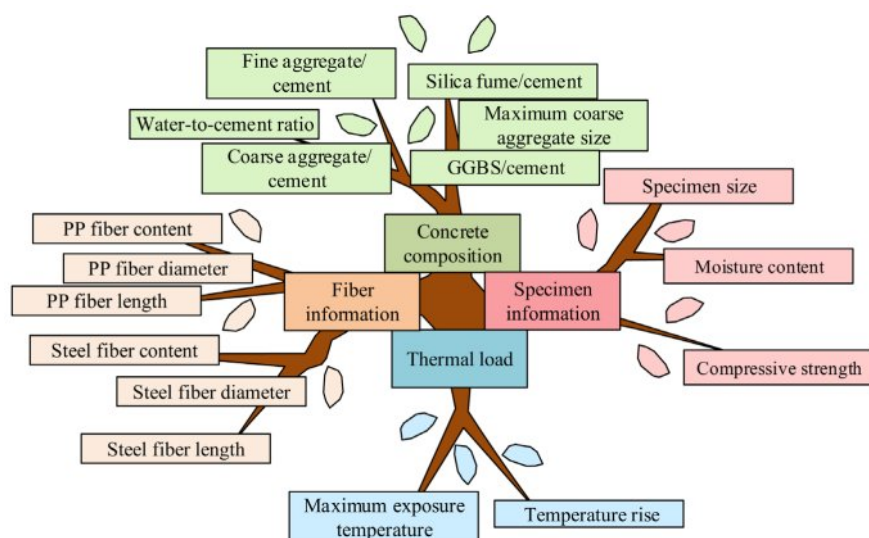 Fine aggregate/
cement
Silica fume/cement
Water-to-cement ratio
Maximum coarse
aggregate size
Coarse aggregate/
cement
GGBS/cement
Specimen size
PP fiber content
Concrete
composition
PP fiber diameter
Moisture content
PP fiber length
Fiber
information
Specimen
information
Steel fiber content
Thermal load
Compressive strength
Steel fiber diameter
Steel fiber length
Maximum exposure
temperature
Temperature rise